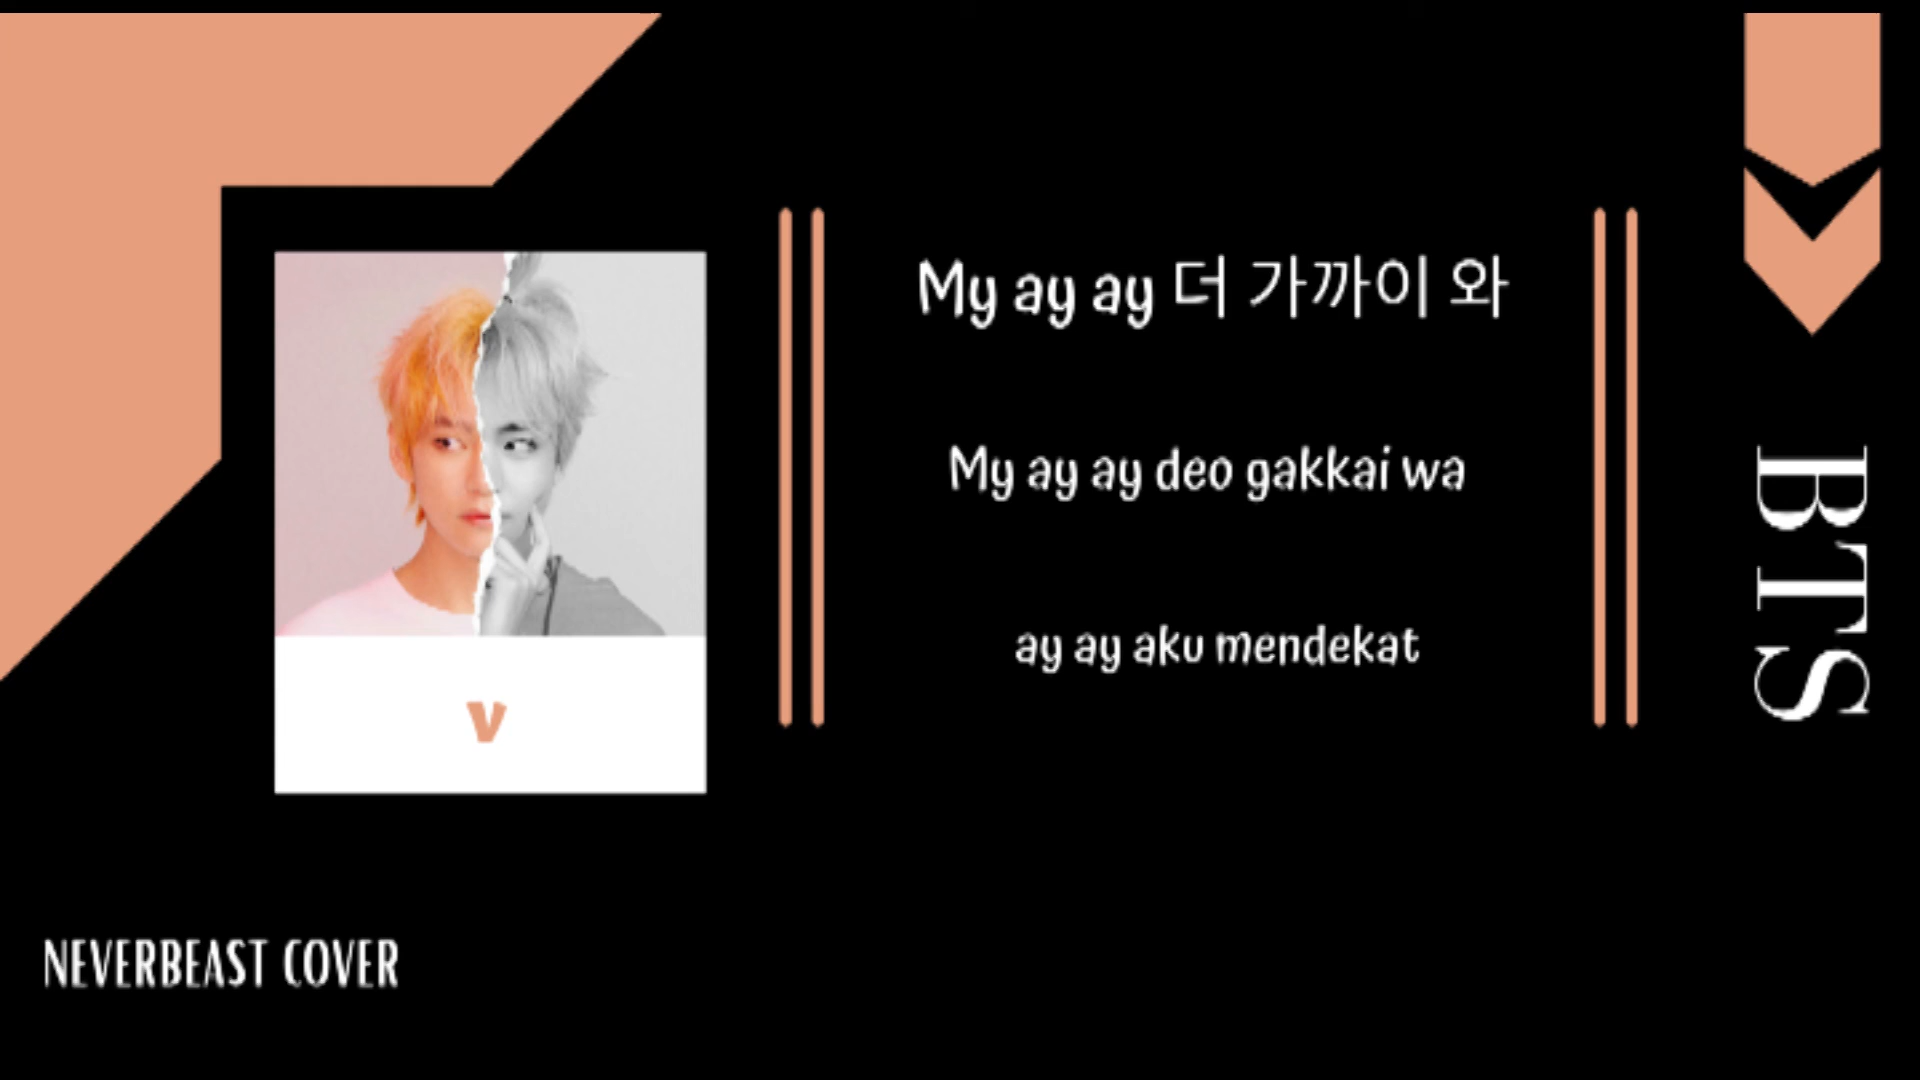 My ay ay 더 가까이 와
My ay ay deo gakkai wa
ay ay aku mendekat
V
BTS
NEVERBEAST COVER